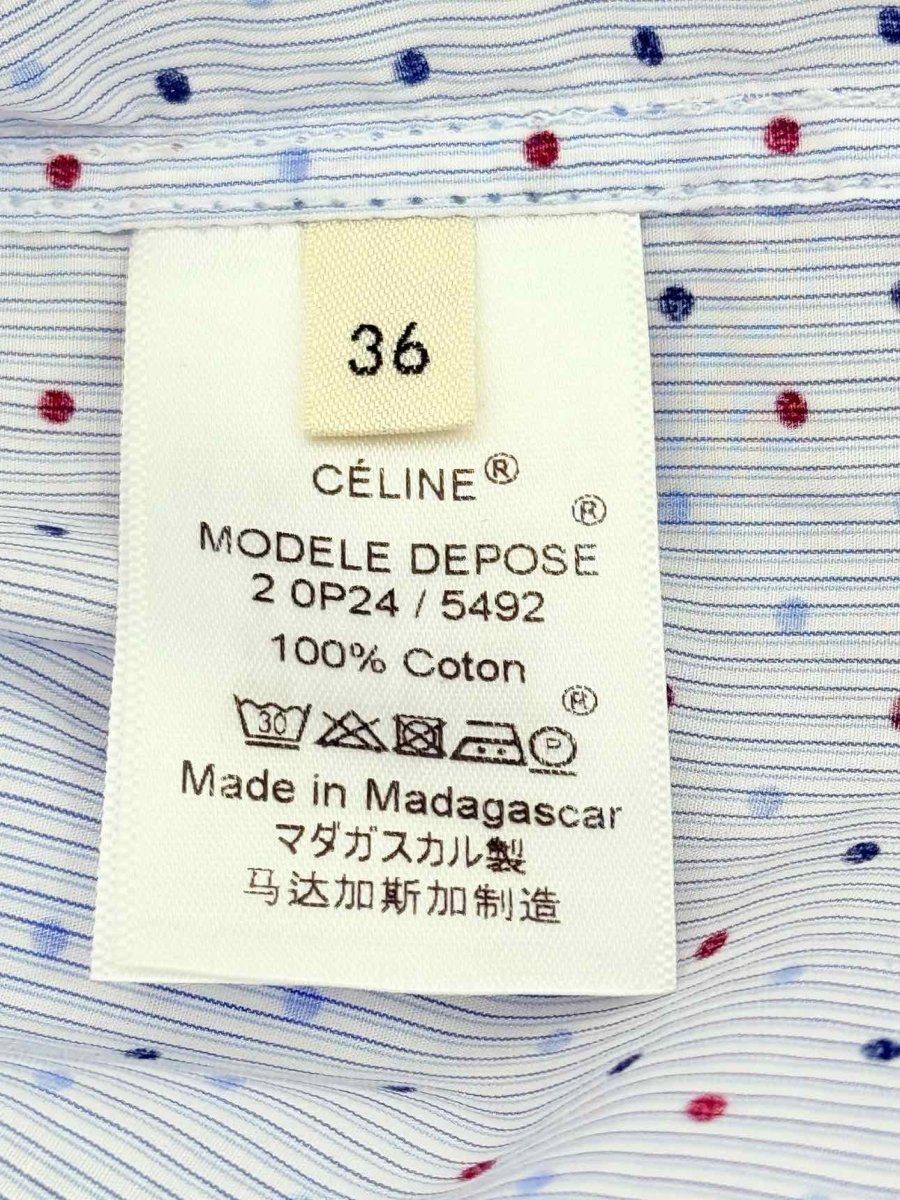 36
CÉLINE®
®
MODELE DEPOSE
2 0P24 / 5492
100% Coton
®
30 P
Made in Madagascar
マダガスカル製
马达加斯加制造